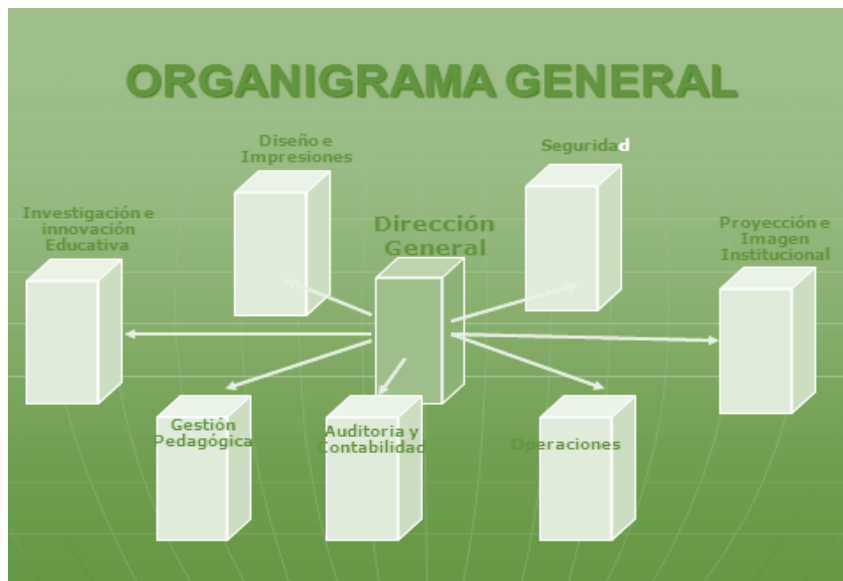 ORGANIGRAMA GENERAL
Diseño e
Impresiones
Seguridad
Investigación e
innovación
Educativa
Dirección
General
Proyección e
Imagen
Institucional
Gestión
Pedagógica
Auditoria y
Contabilidad
Operaciones